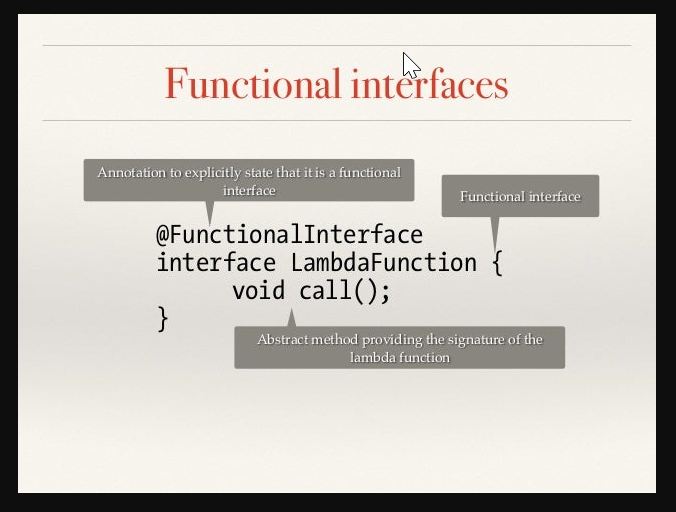 Functional interfaces
Annotation to explicitly state that it is a functional
interface
Functional interface
@FunctionalInterface
interface LambdaFunction {
void call();
}
Abstract method providing the signature of the
lambda function